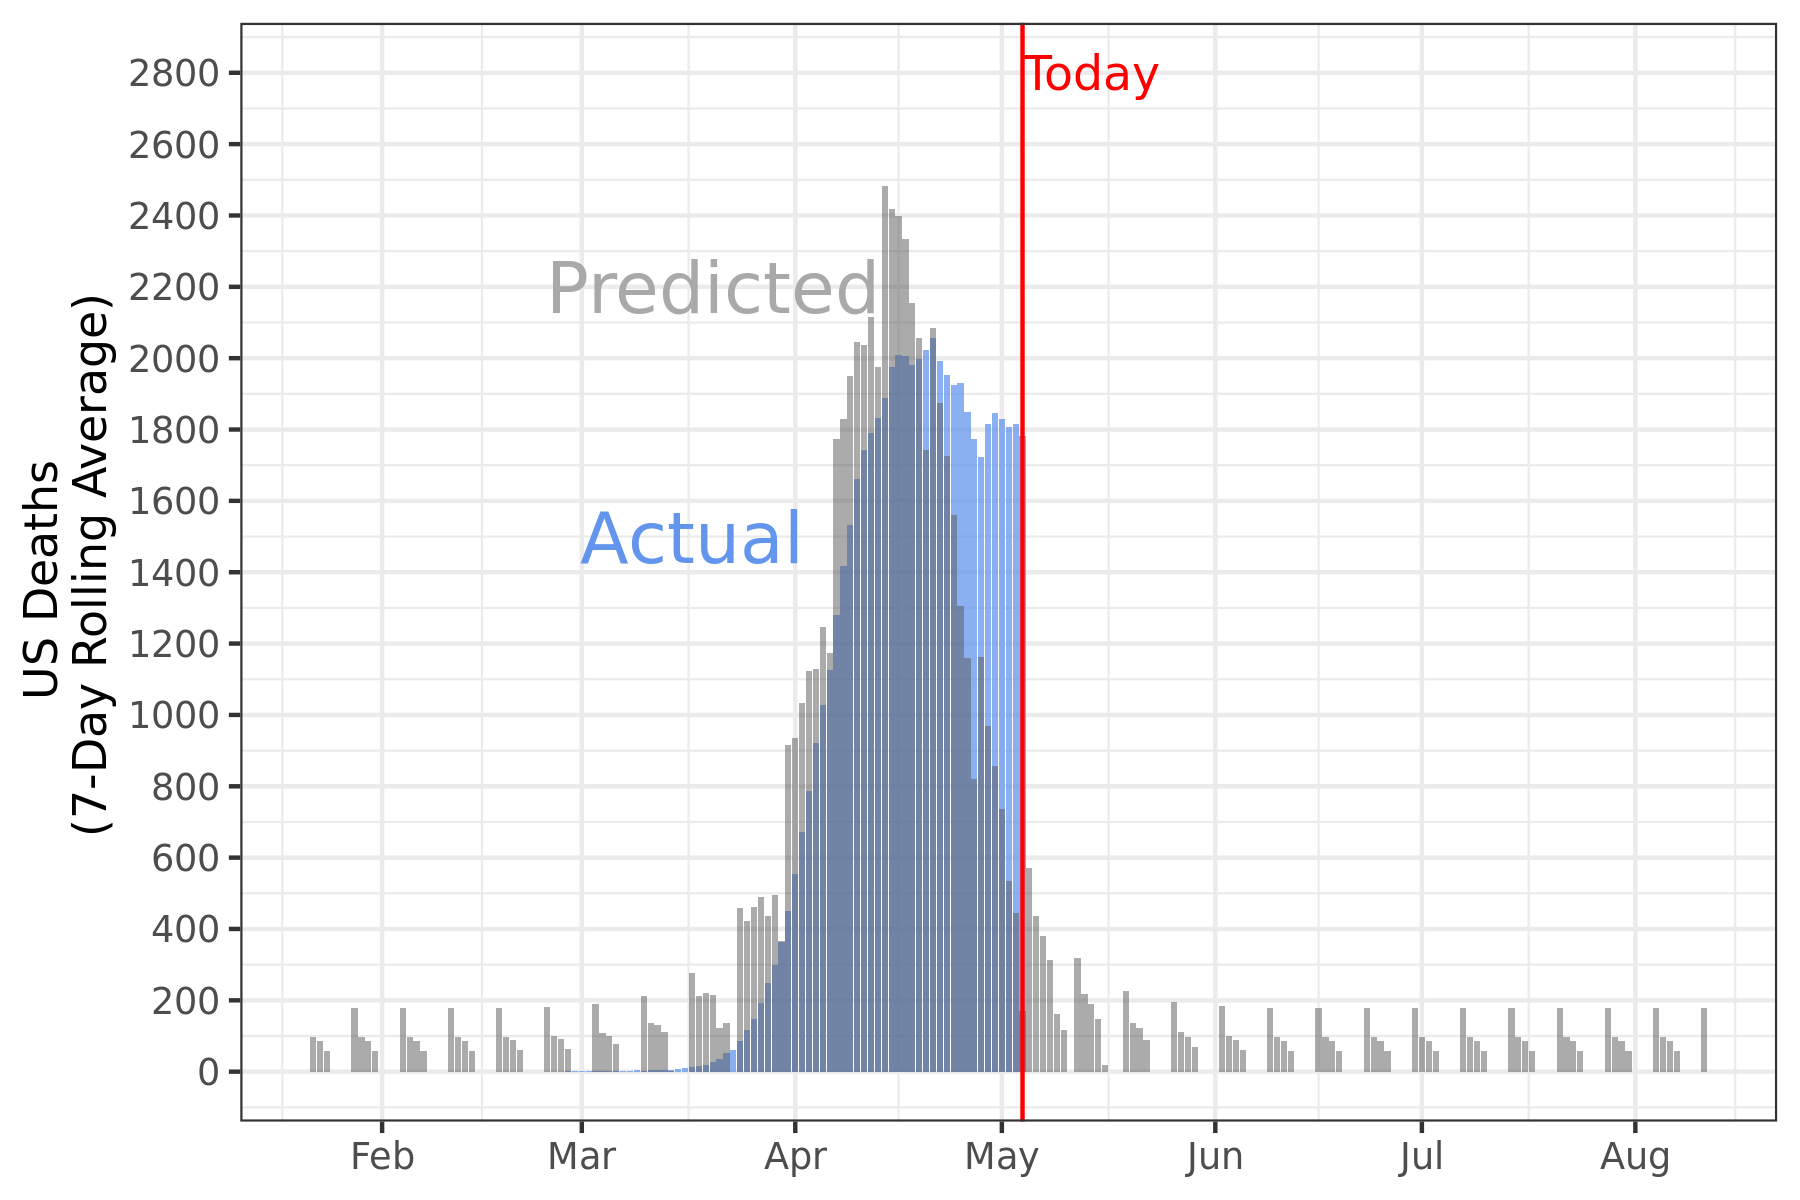 US Deaths
(7-Day Rolling Average)
2800
2600
2400
2200
2000
1800
1600
1400
1200
1000
800
600
400
200
0
Today
Predicted
Actual
Feb Mar Apr May Jun Jul Aug